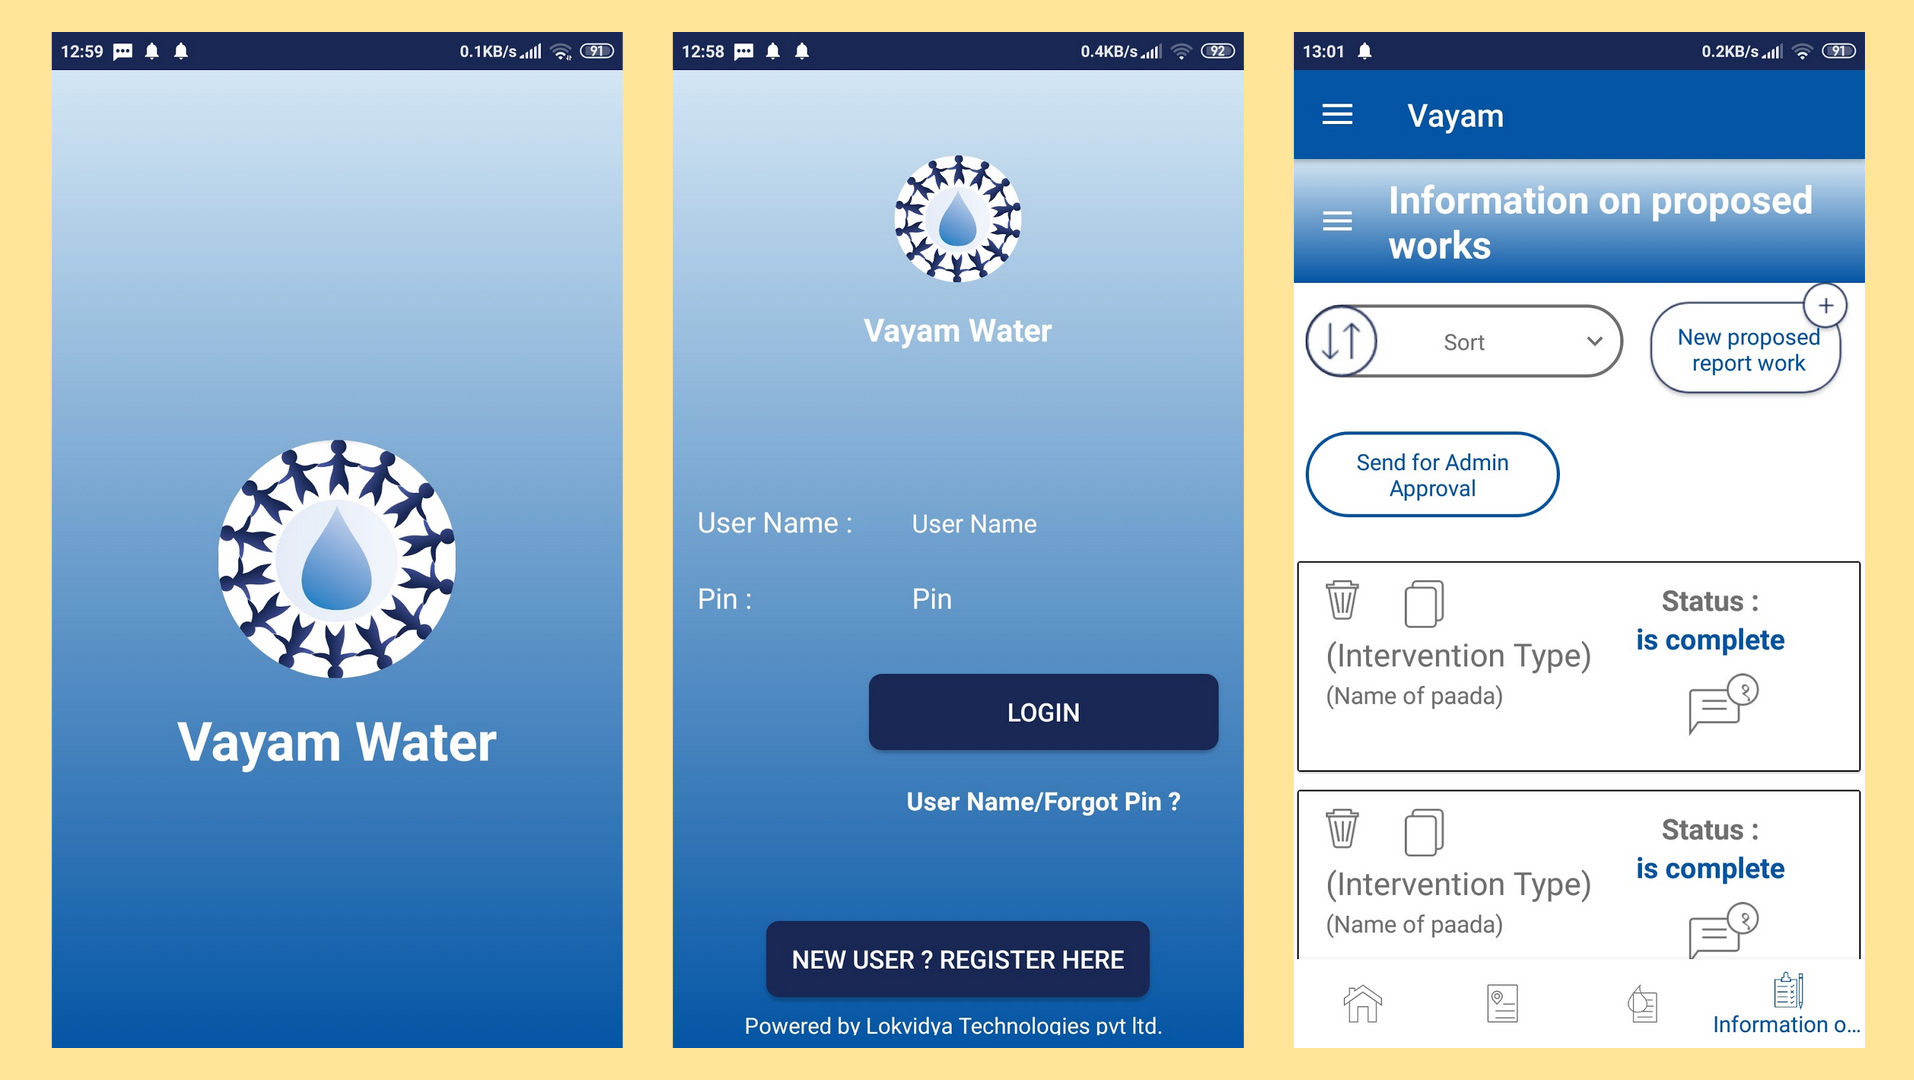 12:59
0.1KB/s
91
Vayam Water
12:58
0.4KB/s
92
Vayam Water
User Name :
User Name
Pin :
Pin
LOGIN
User Name/Forgot Pin ?
NEW USER ? REGISTER HERE
Powered by Lokvidya Technologies pvt ltd.
13:01
0.2KB/s
91
Vayam
Information on proposed
works
Sort
New proposed
report work
Send for Admin
Approval
Status :
is complete
(Intervention Type)
(Name of paada)
१
Status :
is complete
(Intervention Type)
(Name of paada)
१
Information o...